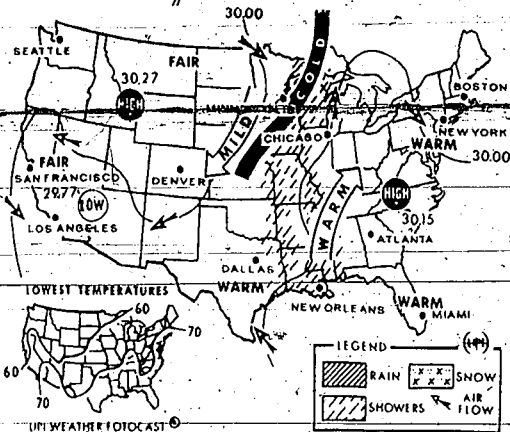 30.00
SEATTLE
FAIR
COLD
30.27
HIGH
BOSTON
MILD
CHICAGO
NEW YORK
WARM
30.00
FAIR
SAN FRANCISCO
29.77
DENVER
LOW
HIGH
30.15
LOS ANGELES
WARM
ATLANTA
DALLAS
WARM
NEW ORLEANS
WARM
MIAMI
LOWEST TEMPERATURES
60
70
60
70
LEGEND
UPI
RAIN
SNOW
SHOWERS
AIR
FLOW
UPI WEATHER FOTOCAST ©